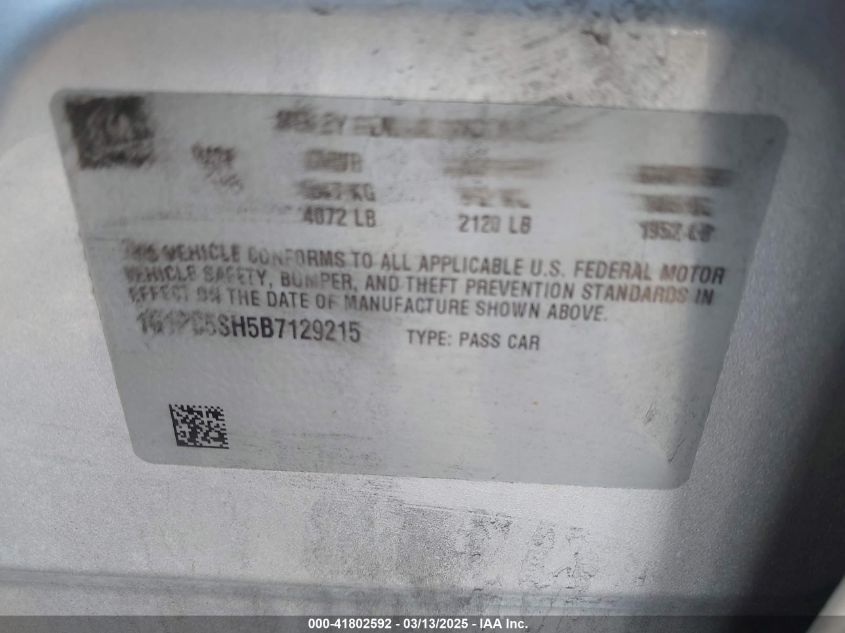 KG
4072 LB
2120 LB
1952 LB
VEHICLE CONFORMS TO ALL APPLICABLE U.S. FEDERAL MOTOR
VEHICLE SAFETY, BUMPER, AND THEFT PREVENTION STANDARDS IN
EFFECT ON THE DATE OF MANUFACTURE SHOWN ABOVE.
1G1PC5SH5B7129215 TYPE: PASS CAR
000-41802592 - 03/13/2025 - IAA Inc.